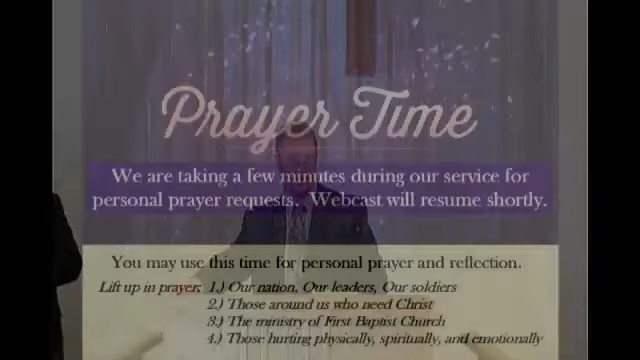 Prayer Time
We are taking a few minutes during our service for
personal prayer requests. Webcast will resume shortly.
You may use this time for personal prayer and reflection.
Lift up in prayer: 1.) Our nation, Our leaders, Our soldiers
2.) Those around us who need Christ
3.) The ministry of First Baptist Church
4.) Those hurting physically, spiritually, and emotionally